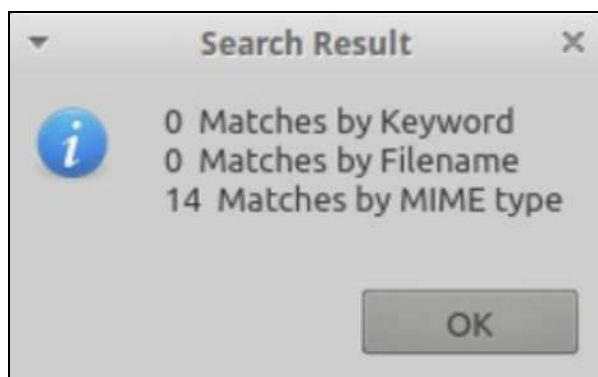 Search Result
0 Matches by Keyword
0 Matches by Filename
14 Matches by MIME type
OK